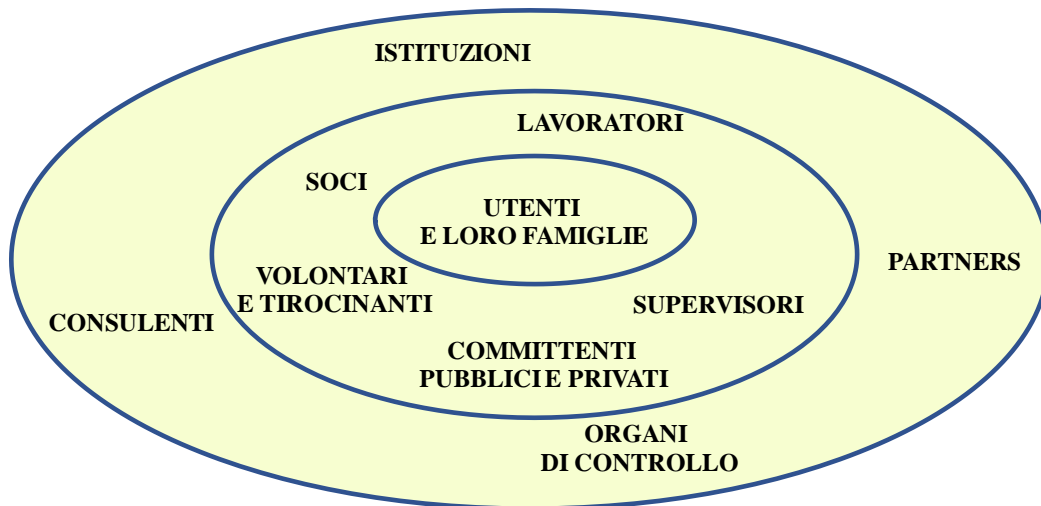 ISTITUZIONI
LAVORATORI
SOCI
UTENTI
E LORO FAMIGLIE
PARTNERS
VOLONTARI
E TIROCINANTI
SUPERVISORI
CONSULENTI
COMMITTENTI
PUBBLICI E PRIVATI
ORGANI
DI CONTROLLO